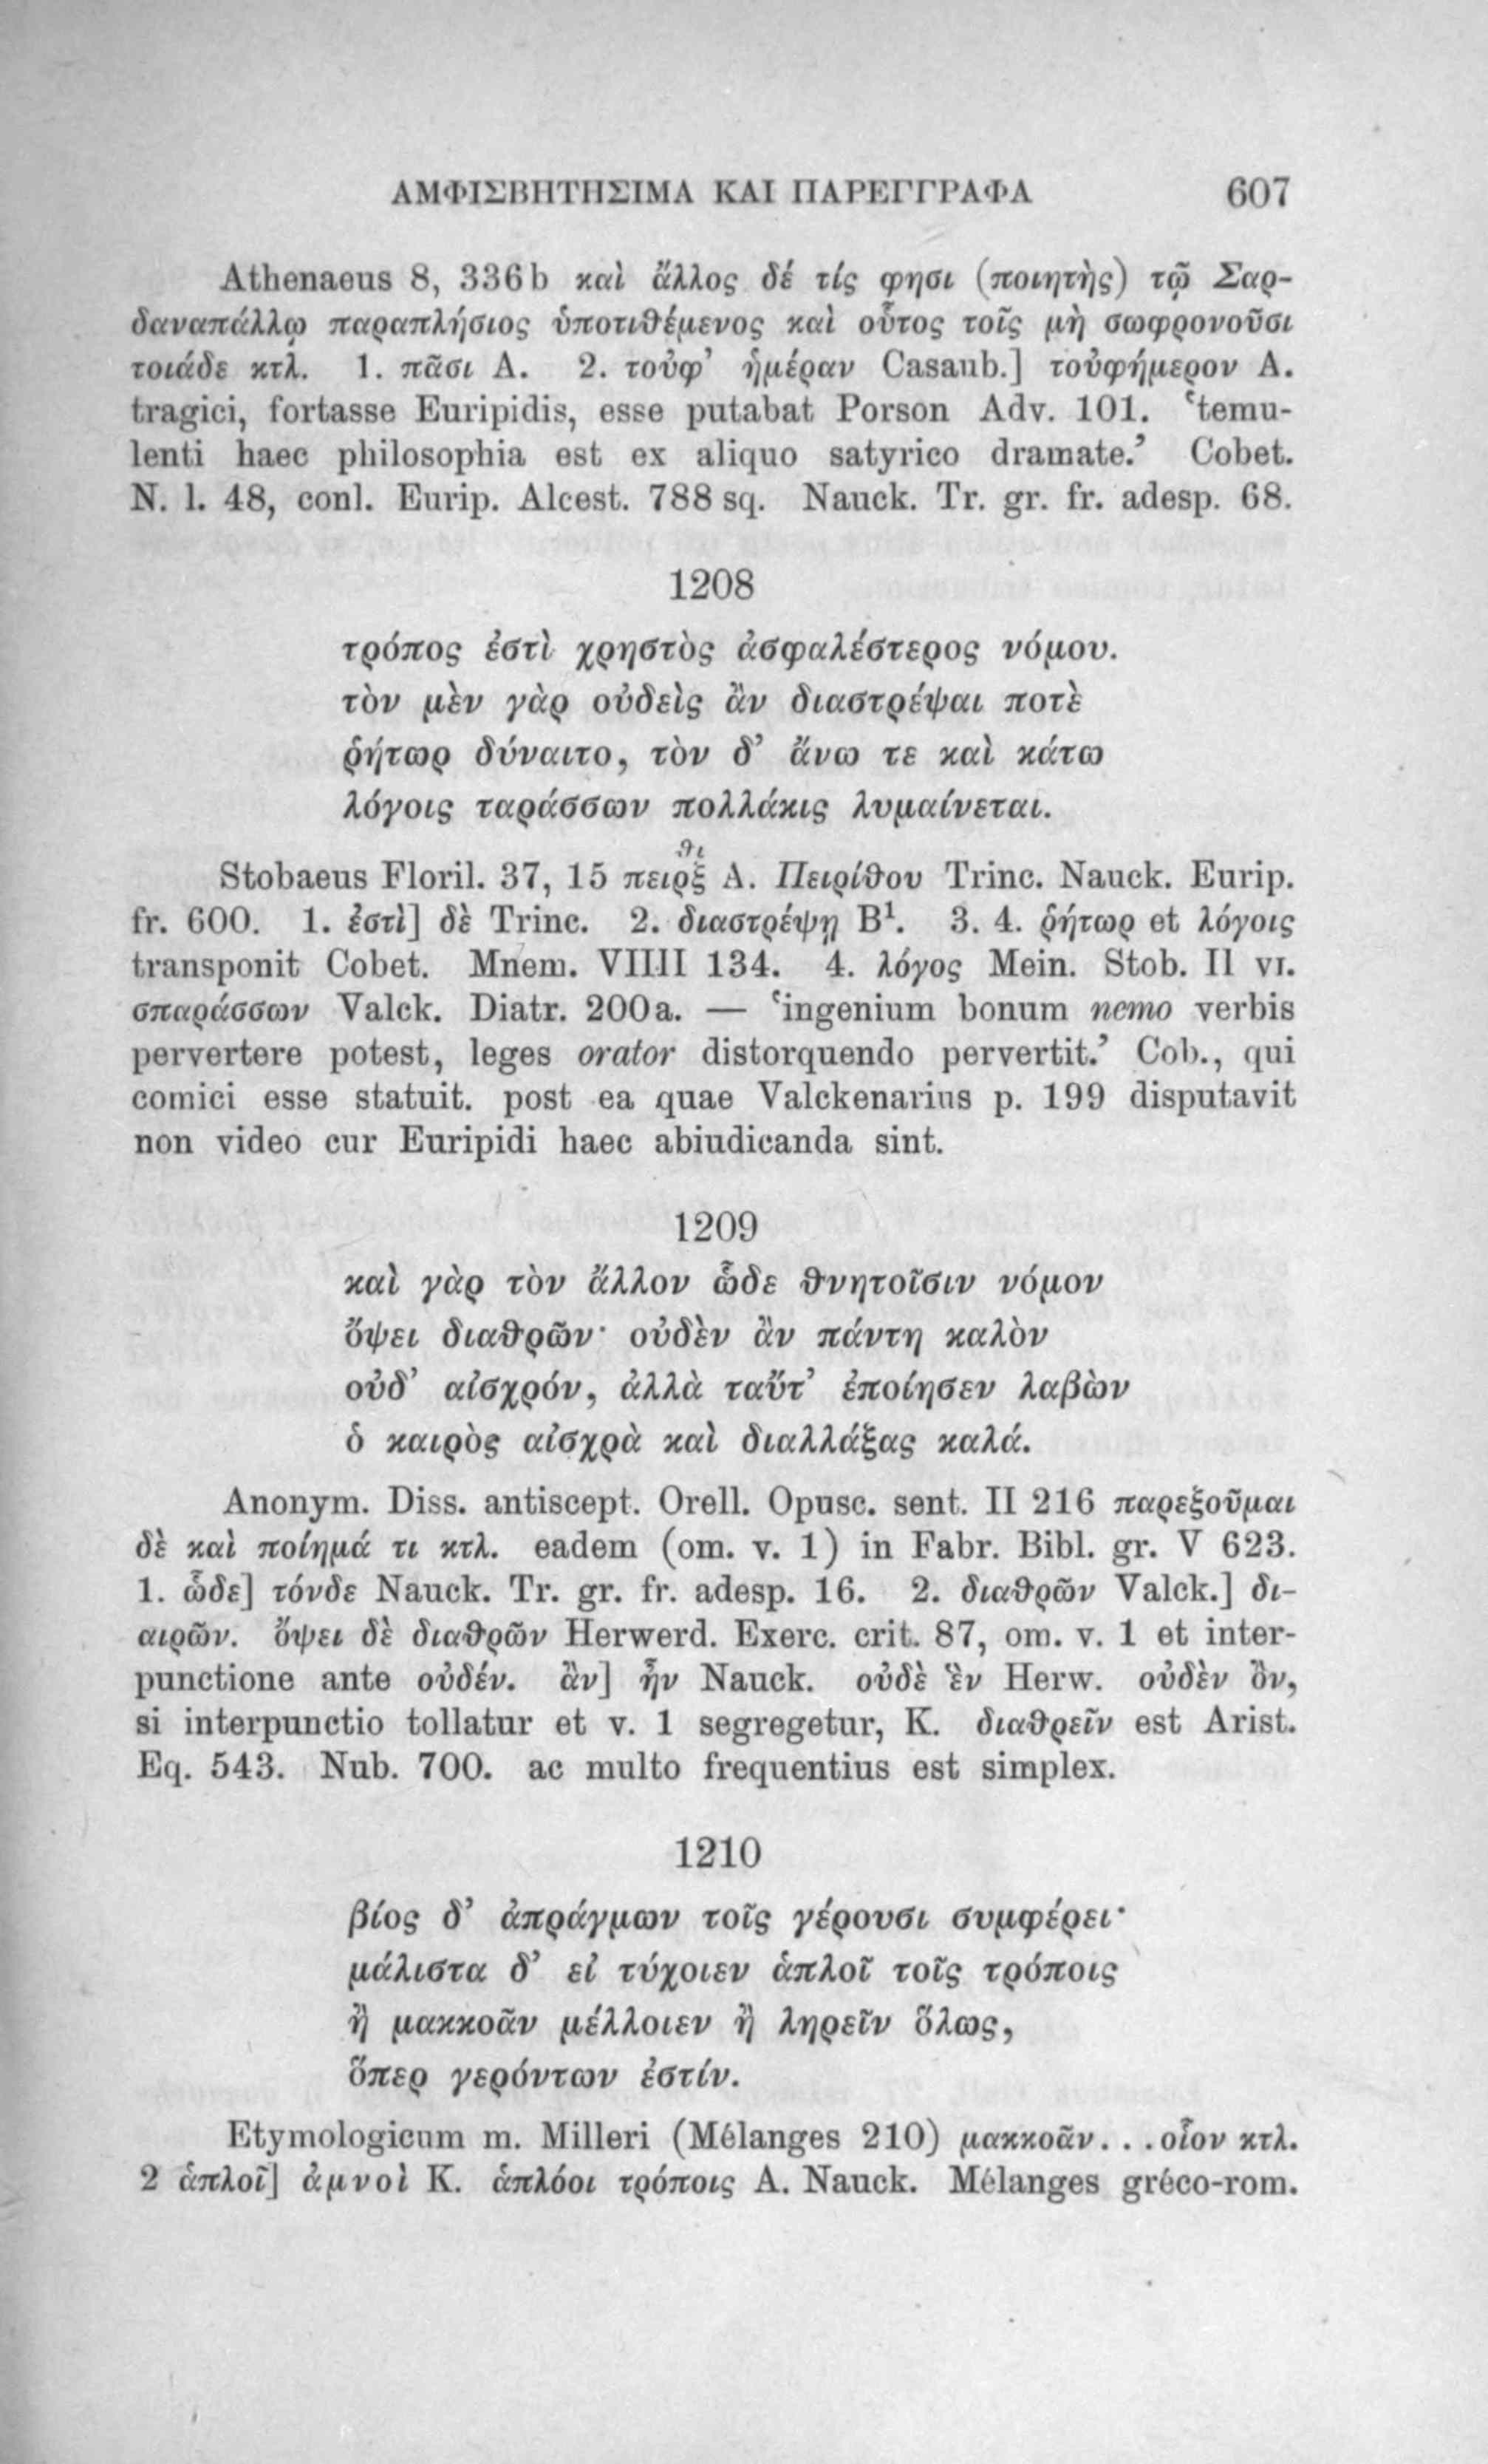 ΑΜΦΙΣΒΗΤΗΣΙΜΑ ΚΑΙ ΠΑΡΕΓΓΡΑΦΑ 607
Athenaeus 8, 336b καὶ ἄλλος δέ τίς φησι (ποιητὴς) τῷ Σαρ-
δαναπάλλῳ παραπλήσιος ὑποτιθέμενος καὶ οὗτος τοῖς μὴ σωφρονοῦσι
τοιάδε κτλ. 1. πᾶσι A. 2. τοὐφ’ ἡμέραν Casaub.] τοὐφήμερον A.
tragici, fortasse Euripidis, esse putabat Porson Adv. 101. ‘temu-
lenti haec philosophia est ex aliquo satyrico dramate.’ Cobet.
N. l. 48, conl. Eurip. Alcest. 788 sq. Nauck. Tr. gr. fr. adesp. 68.
1208
τρόπος ἐστὶ χρηστὸς ἀσφαλέστερος νόμου.
τὸν μὲν γὰρ οὐδεὶς ἂν διαστρέψαι ποτὲ
ῥήτωρ δύναιτο, τὸν δ’ ἄνω τε καὶ κάτω
λόγοις ταράσσων πολλάκις λυμαίνεται.
Stobaeus Floril. 37, 15 πειρξθι A. Πειρίθου Trinc. Nauck. Eurip.
fr. 600. 1. ἐστὶ] δὲ Trinc. 2. διαστρέψῃ B¹. 3. 4. ῥήτωρ et λόγοις
transponit Cobet. Mnem. VIIII 134. 4. λόγος Mein. Stob. II VI.
σπαράσσων Valck. Diatr. 200a. — ‘ingenium bonum nemo verbis
pervertere potest, leges orator distorquendo pervertit.’ Cob., qui
comici esse statuit. post ea quae Valckenarius p. 199 disputavit
non video cur Euripidi haec abiudicanda sint.
1209
καὶ γὰρ τὸν ἄλλον ὧδε θνητοῖσιν νόμον
ὄψει διαθρῶν· οὐδὲν ἂν πάντη καλὸν
οὐδ’ αἰσχρόν, ἀλλὰ ταὔτ’ ἐποίησεν λαβὼν
ὁ καιρὸς αἰσχρὰ καὶ διαλλάξας καλά.
Anonym. Diss. antiscept. Orell. Opusc. sent. II 216 παρεξοῦμαι
δὲ καὶ ποίημά τι κτλ. eadem (om. v. 1) in Fabr. Bibl. gr. V 623.
1. ὧδε] τόνδε Nauck. Tr. gr. fr. adesp. 16. 2. διαθρῶν Valck.] δι-
αιρῶν. ὄψει δὲ διαθρῶν Herwerd. Exerc. crit. 87, om. v. 1 et inter-
punctione ante οὐδέν. ἂν] ἦν Nauck. οὐδὲ ἓν Herw. οὐδὲν ὂν,
si interpunctio tollatur et v. 1 segregetur, K. διαθρεῖν est Arist.
Eq. 543. Nub. 700. ac multo frequentius est simplex.
1210
βίος δ’ ἀπράγμων τοῖς γέρουσι συμφέρει·
μάλιστα δ’ εἰ τύχοιεν ἁπλοῖ τοῖς τρόποις
ἢ μακκοᾶν μέλλοιεν ἢ ληρεῖν ὅλως,
ὅπερ γερόντων ἐστίν.
Etymologicum m. Milleri (Mélanges 210) μακκοᾶν...οἷον κτλ.
2 ἁπλοῖ] ἀμνοὶ K. ἁπλόοι τρόποις A. Nauck. Mélanges gréco-rom.